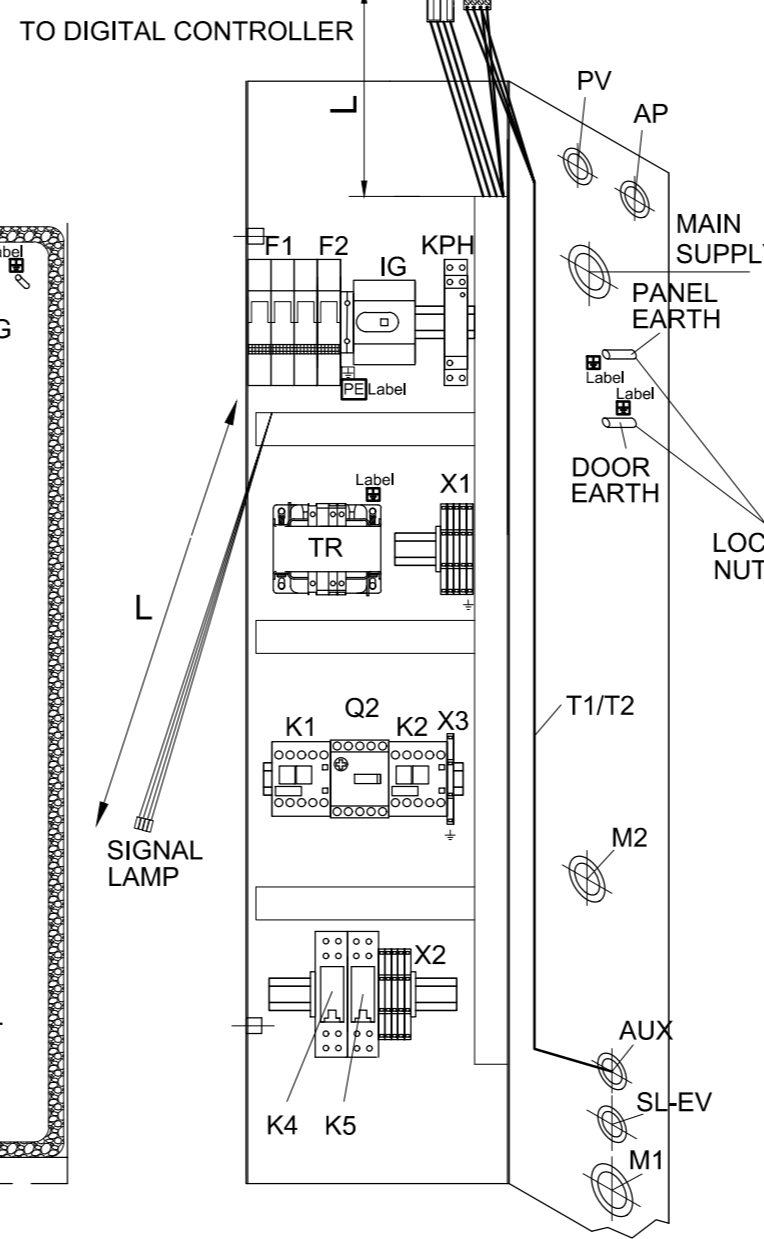 TO DIGITAL CONTROLLER
L
PV
AP
MAIN
SUPPLY
F1 F2
IG
KPH
PANEL
EARTH
Label
Label
PE Label
DOOR
EARTH
Label
X1
TR
LOC
NUT
L
T1/T2
K1
Q2
K2
X3
SIGNAL
LAMP
M2
X2
AUX
SL-EV
K4
K5
M1